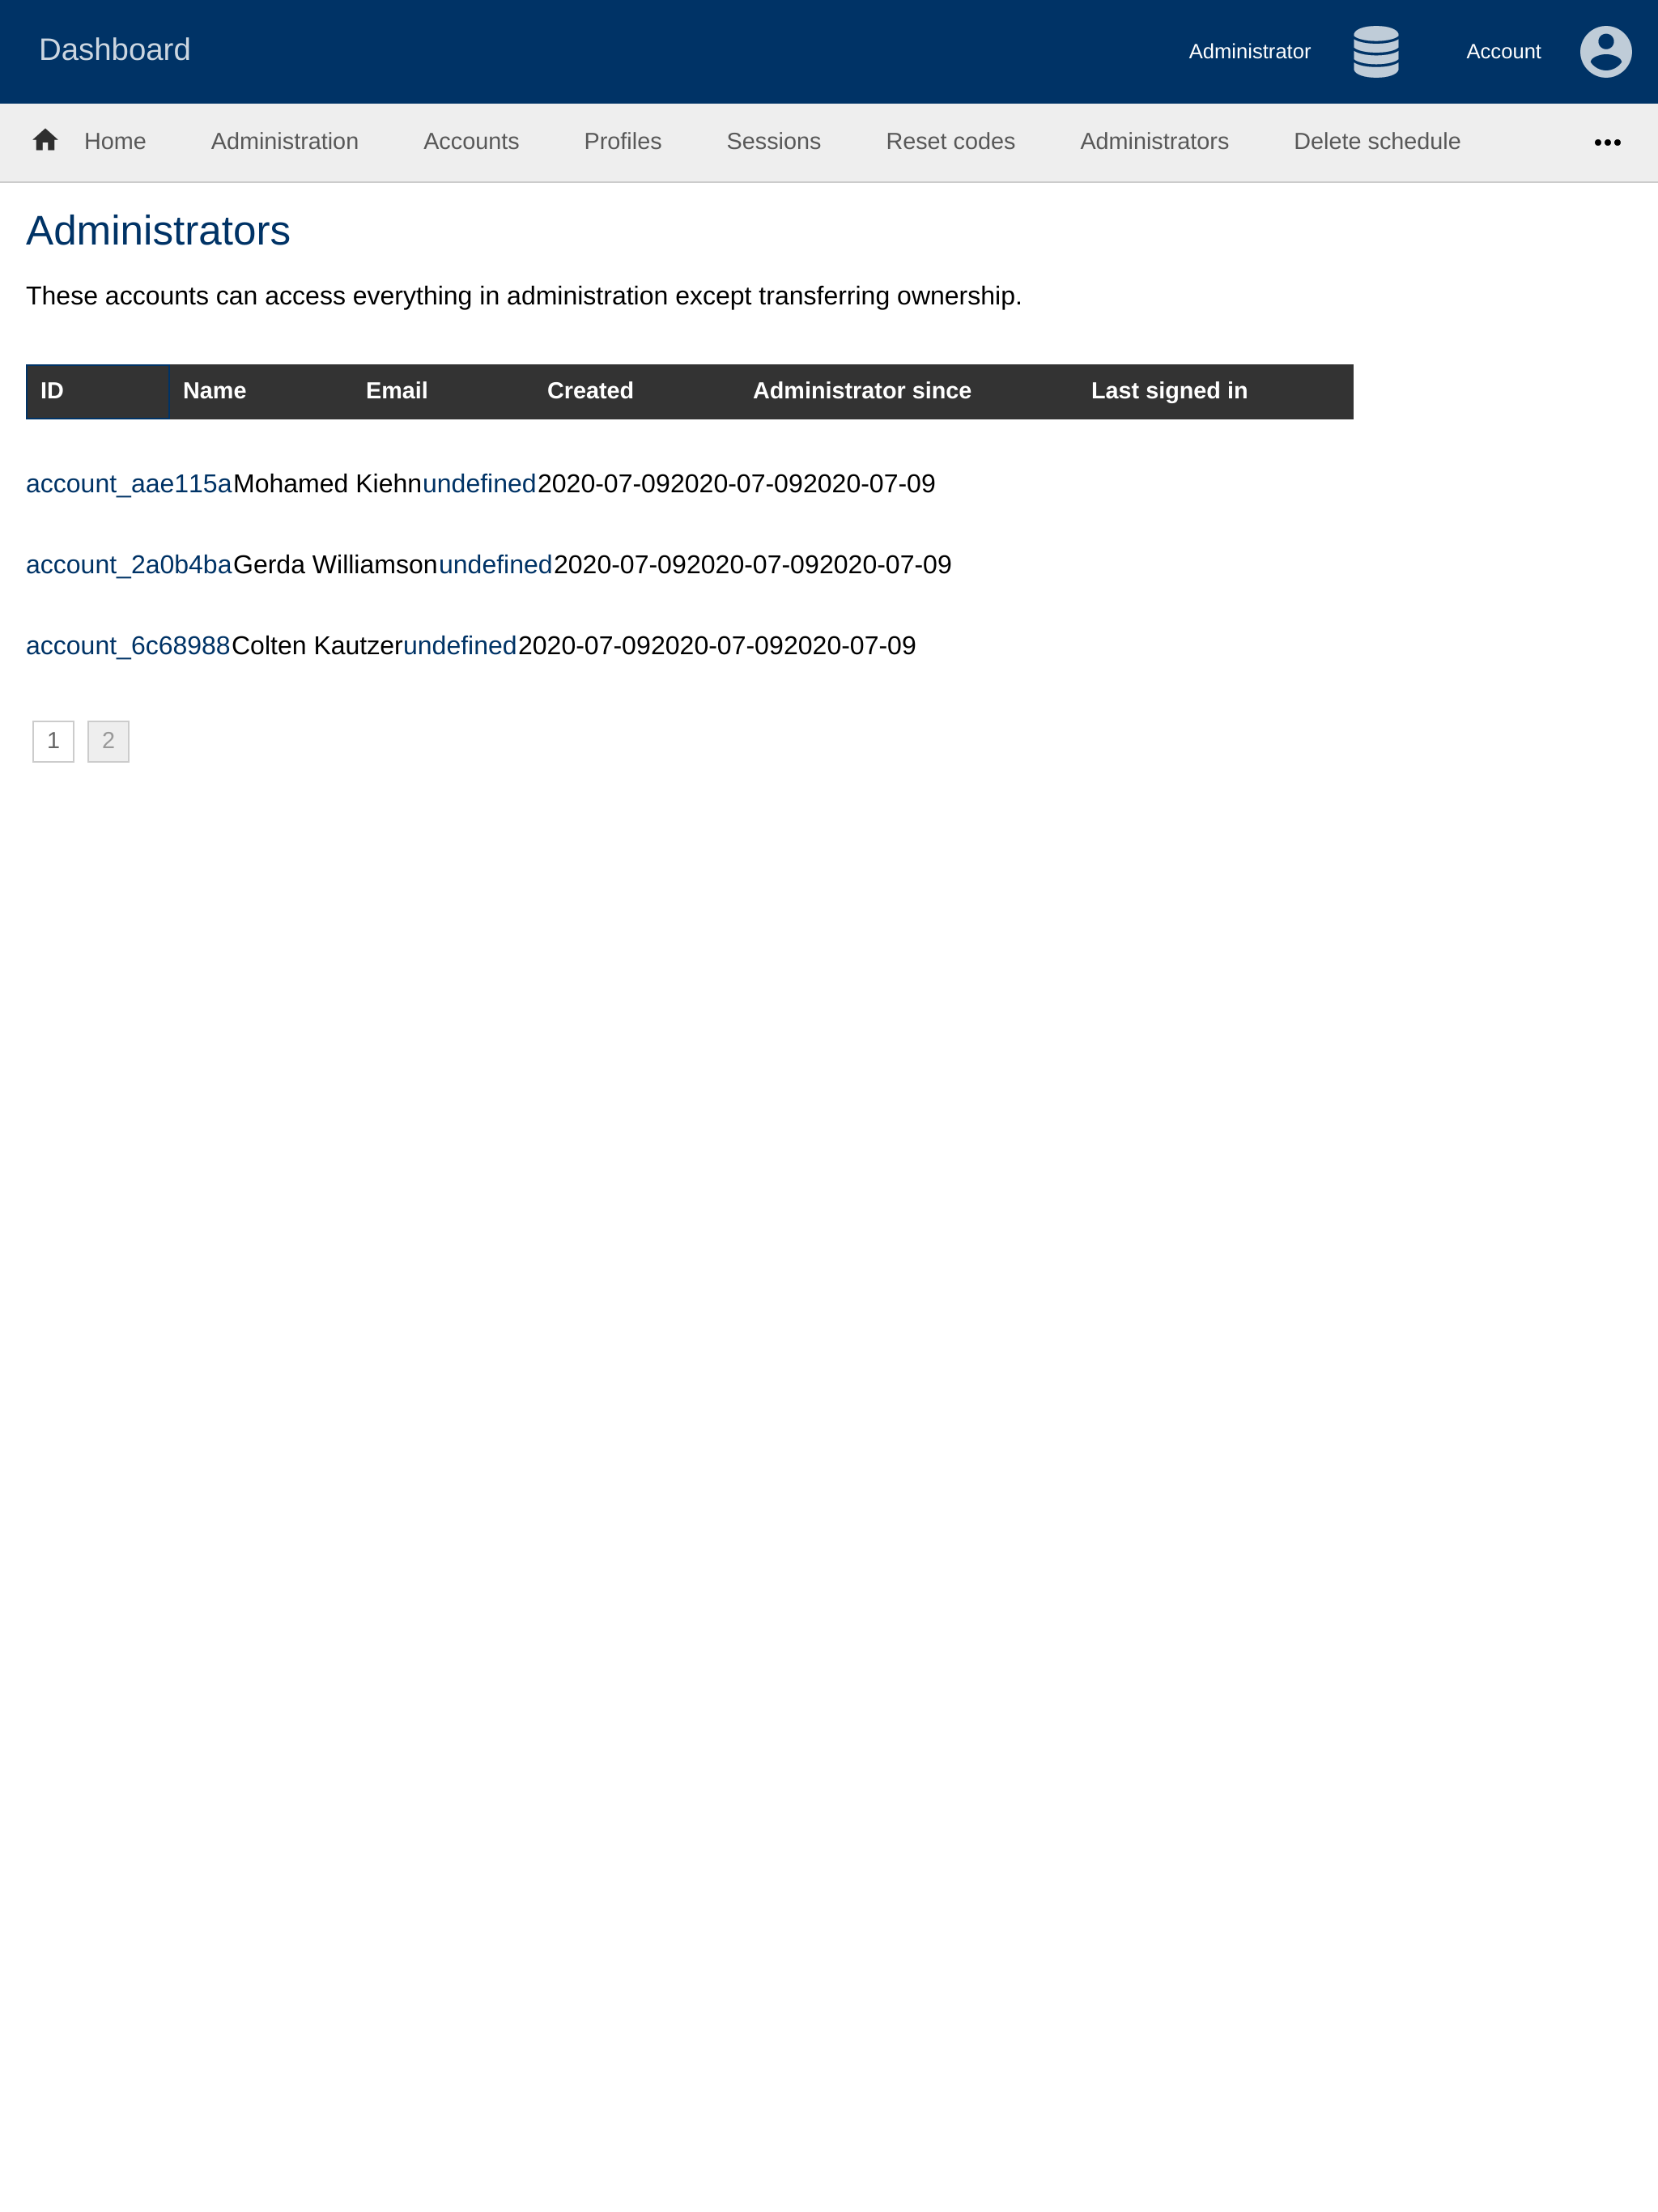 Dashboard Administrator Account
Home Administration Accounts Profiles Sessions Reset codes Administrators Delete schedule •••
Administrators
These accounts can access everything in administration except transferring ownership.
ID Name Email Created Administrator since Last signed in
account_aae115aMohamed Kiehnundefined2020-07-092020-07-092020-07-09
account_2a0b4baGerda Williamsonundefined2020-07-092020-07-092020-07-09
account_6c68988Colten Kautzerundefined2020-07-092020-07-092020-07-09
1 2